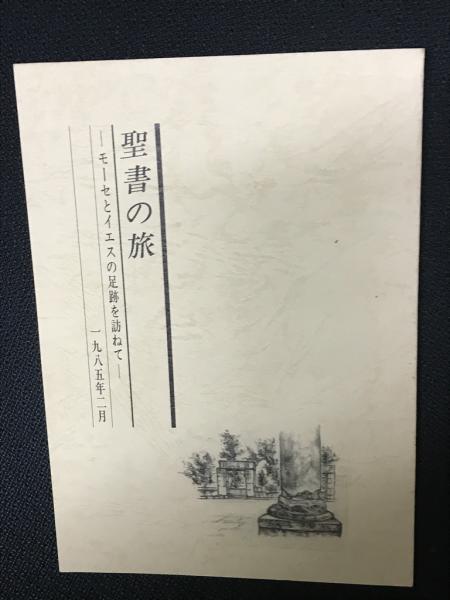 聖書の旅
―モーセとイエスの足跡を訪ねて―
一九八五年二月